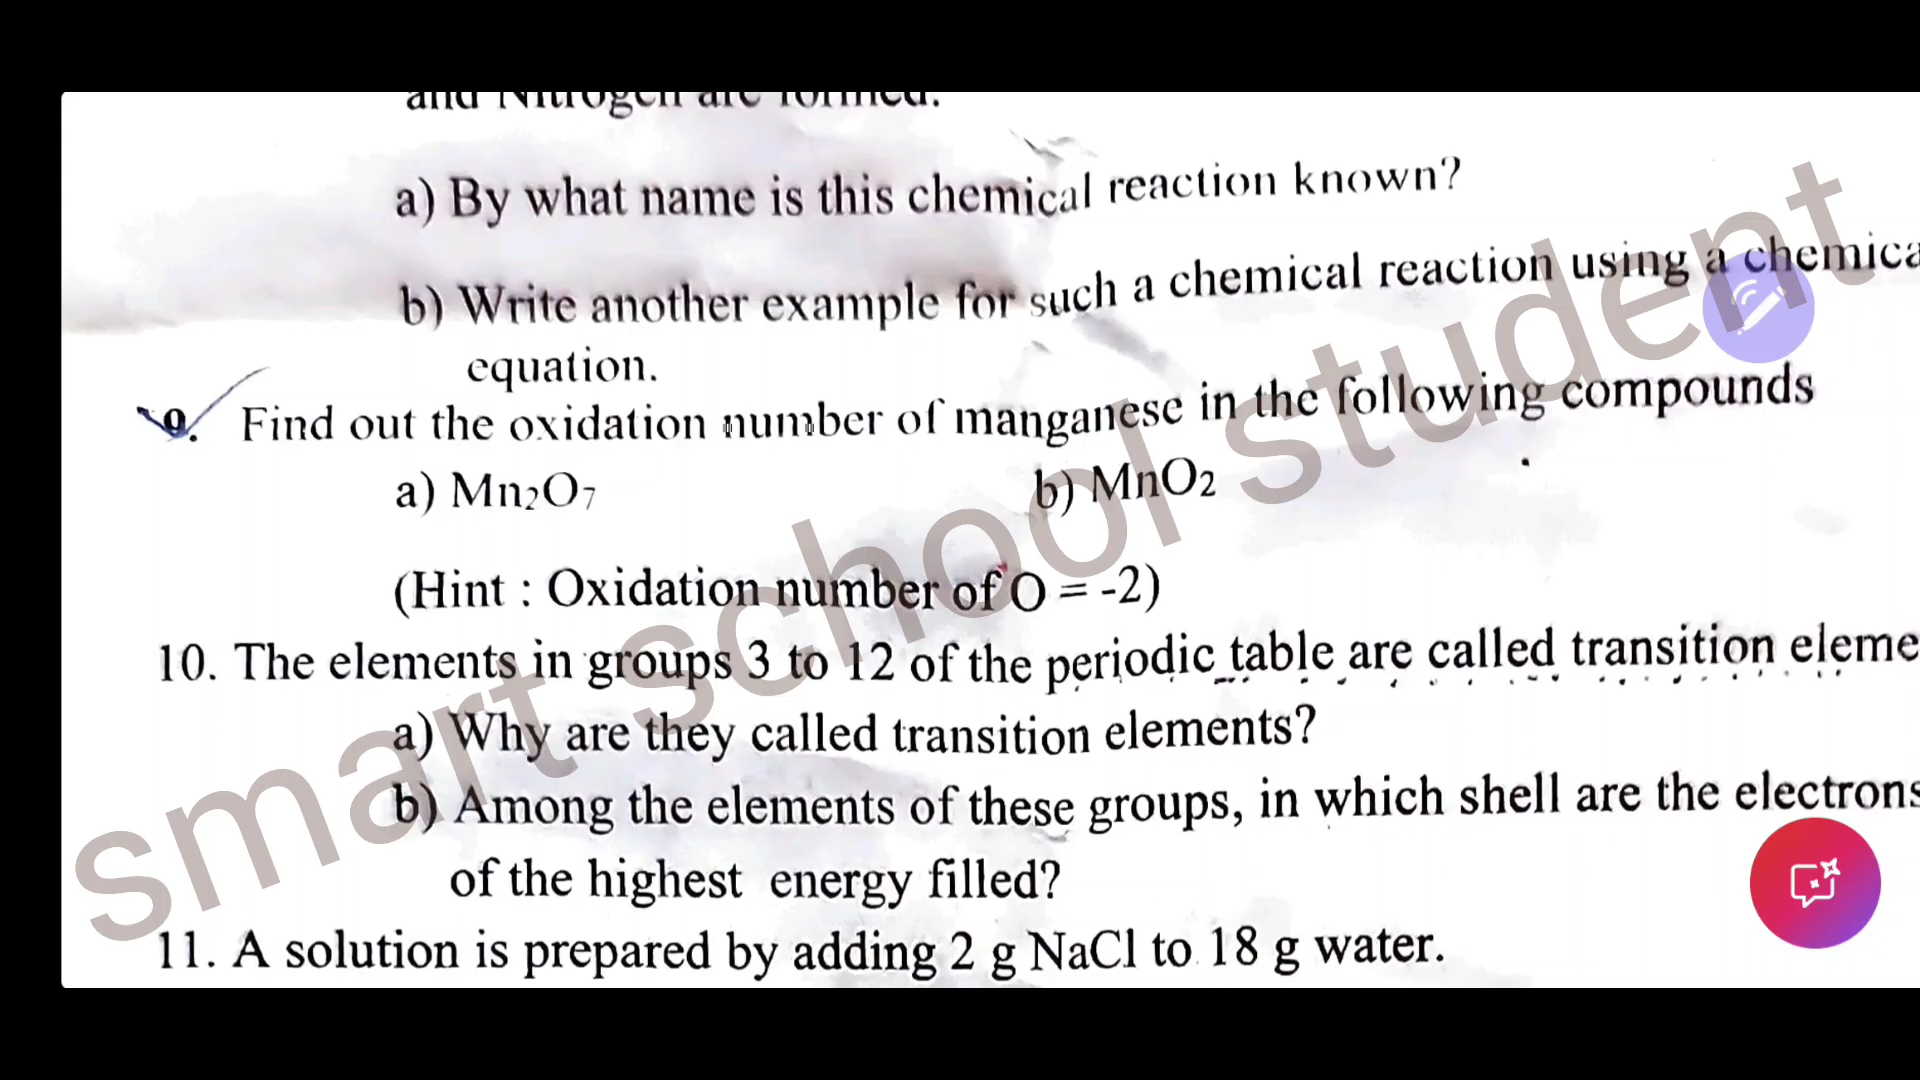 and Nitrogen are formed.
a) By what name is this chemical reaction known?
b) Write another example for such a chemical reaction using a chemica
equation.
9. Find out the oxidation number of manganese in the following compounds
a) Mn₂O₇ b) MnO₂
(Hint : Oxidation number of O = -2)
10. The elements in groups 3 to 12 of the periodic table are called transition eleme
a) Why are they called transition elements?
b) Among the elements of these groups, in which shell are the electrons
of the highest energy filled?
11. A solution is prepared by adding 2 g NaCl to 18 g water.
smart school student